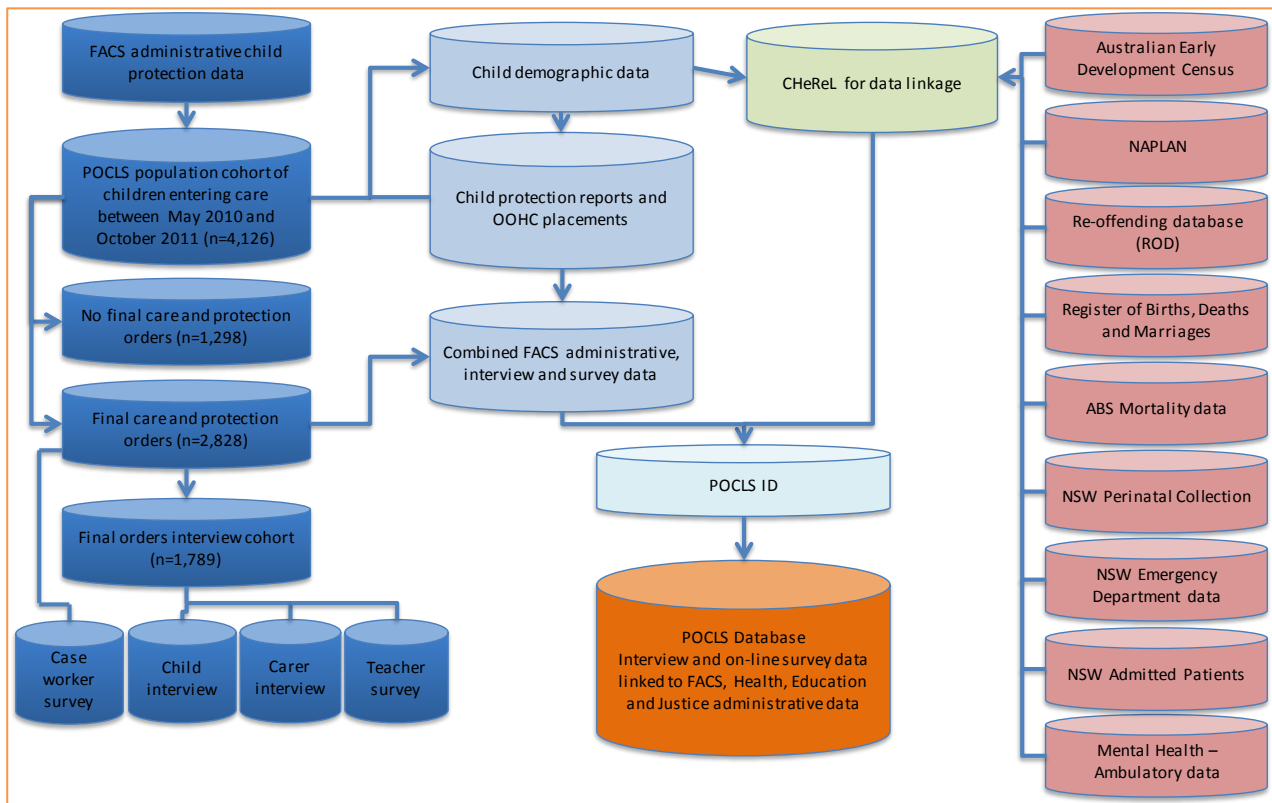 FACS administrative child
protection data
POCLS population cohort of
children entering care
between May 2010 and
October 2011 (n=4,126)
No final care and protection
orders (n=1,298)
Final care and protection
orders (n=2,828)
Final orders interview cohort
(n=1,789)
Case
worker
survey
Child
interview
Carer
interview
Teacher
survey
Child demographic data
Child protection reports and
OOHC placements
Combined FACS administrative,
interview and survey data
CHeReL for data linkage
POCLS ID
POCLS Database
Interview and on-line survey data
linked to FACS, Health, Education
and Justice administrative data
Australian Early
Development Census
NAPLAN
Re-offending database
(ROD)
Register of Births, Deaths
and Marriages
ABS Mortality data
NSW Perinatal Collection
NSW Emergency
Department data
NSW Admitted Patients
Mental Health –
Ambulatory data